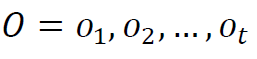 O = o₁, o₂, …, oₜ